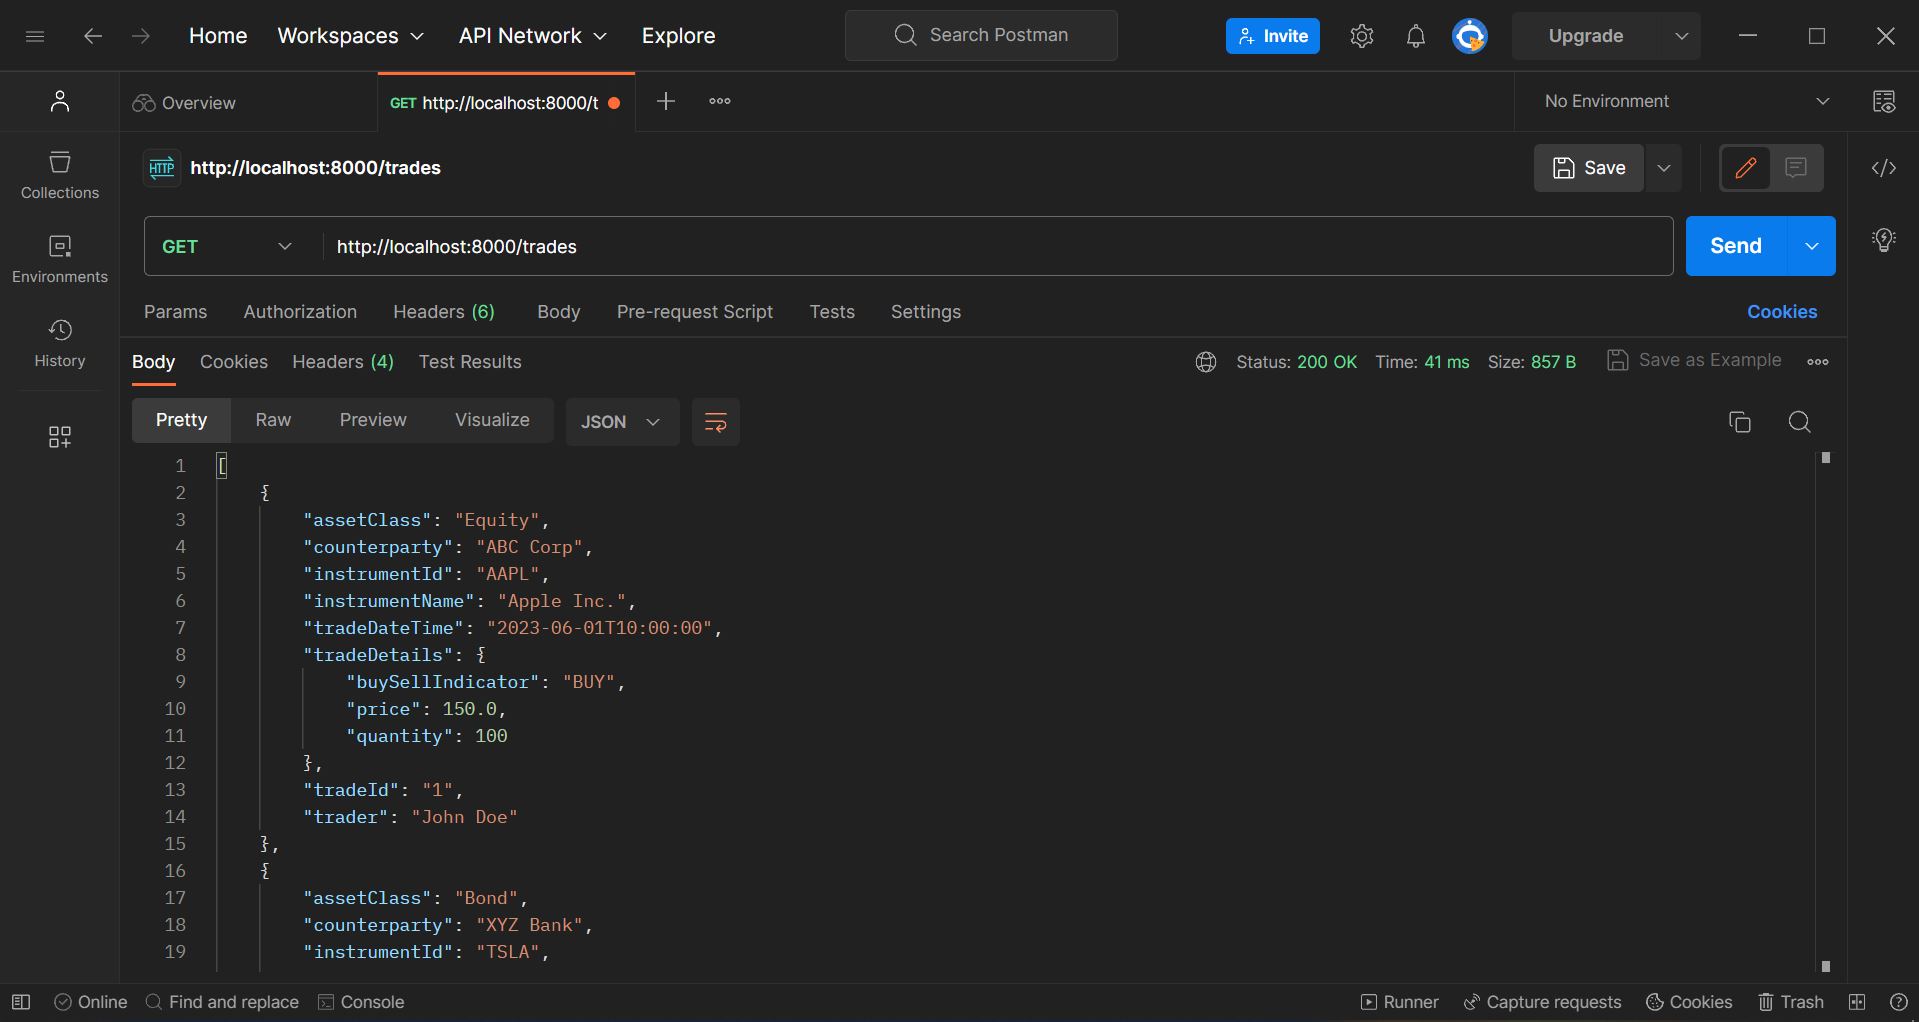 Home Workspaces API Network Explore Search Postman Invite Upgrade
Overview GET http://localhost:8000/t No Environment
HTTP http://localhost:8000/trades Save
Collections
GET http://localhost:8000/trades Send
Environments
Params Authorization Headers (6) Body Pre-request Script Tests Settings Cookies
History
Body Cookies Headers (4) Test Results Status: 200 OK Time: 41 ms Size: 857 B Save as Example
Pretty Raw Preview Visualize JSON
1 [
2 {
3 "assetClass": "Equity",
4 "counterparty": "ABC Corp",
5 "instrumentId": "AAPL",
6 "instrumentName": "Apple Inc.",
7 "tradeDateTime": "2023-06-01T10:00:00",
8 "tradeDetails": {
9 "buySellIndicator": "BUY",
10 "price": 150.0,
11 "quantity": 100
12 },
13 "tradeId": "1",
14 "trader": "John Doe"
15 },
16 {
17 "assetClass": "Bond",
18 "counterparty": "XYZ Bank",
19 "instrumentId": "TSLA",
Online Find and replace Console Runner Capture requests Cookies Trash